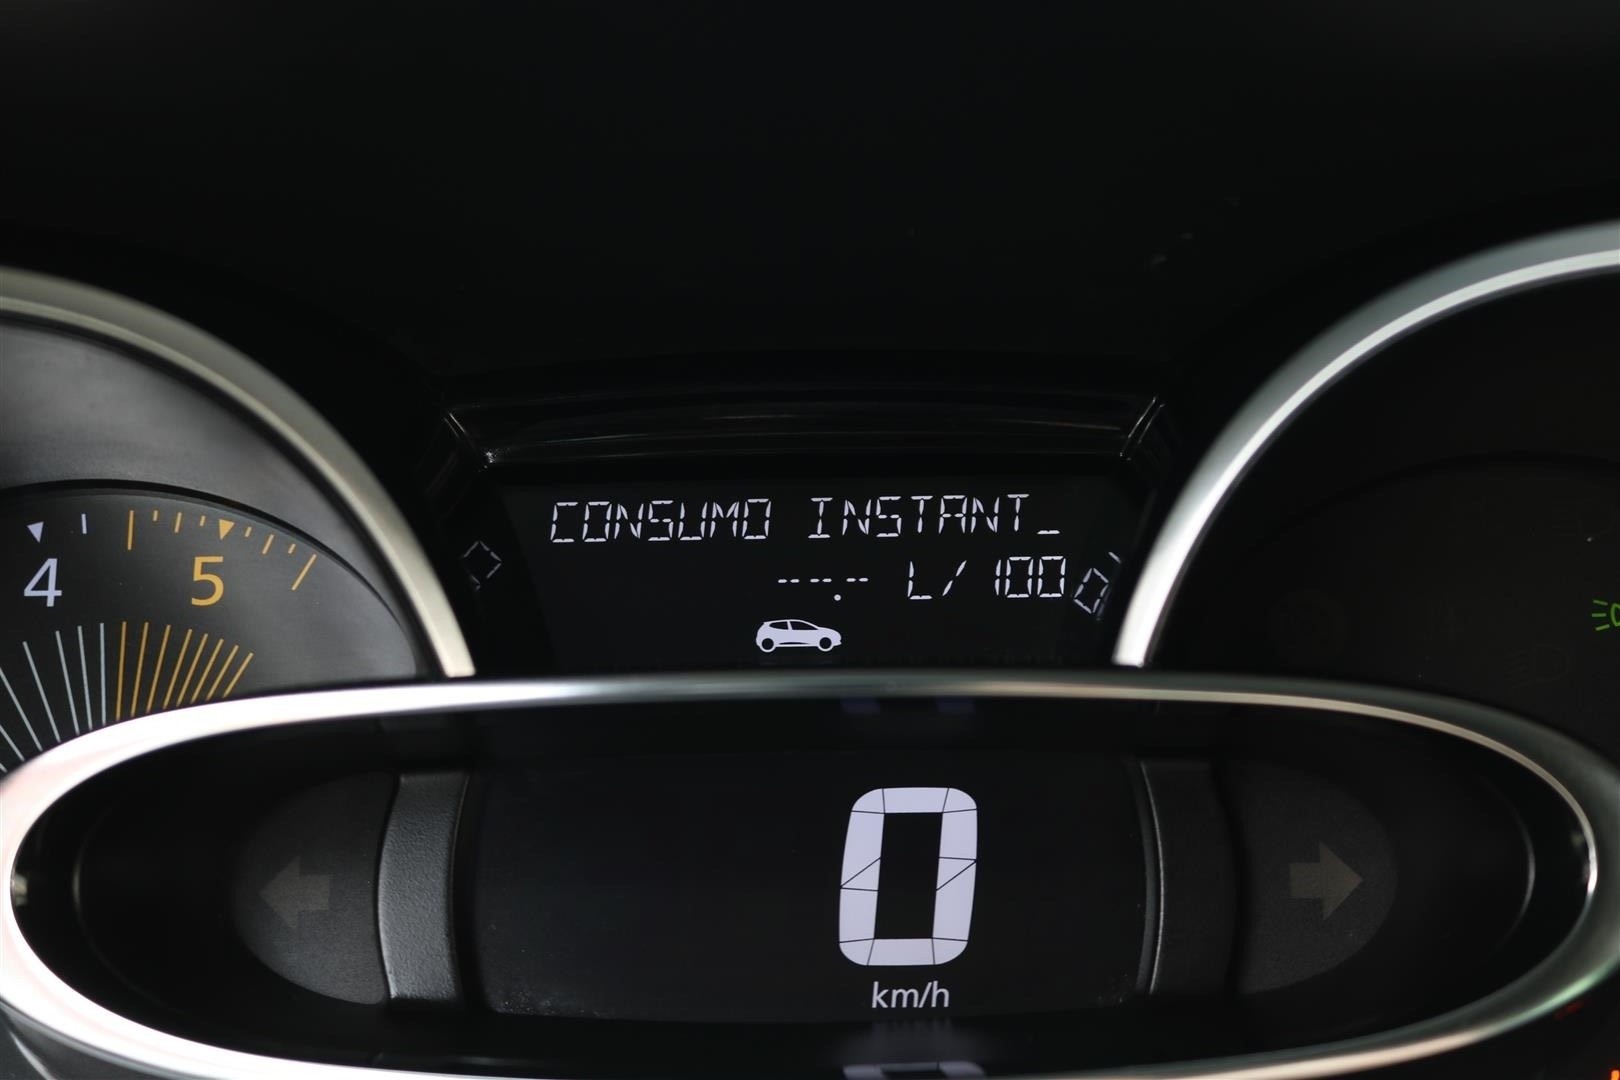 CONSUMO INSTANT_
--.- L/100
4 5
0
km/h